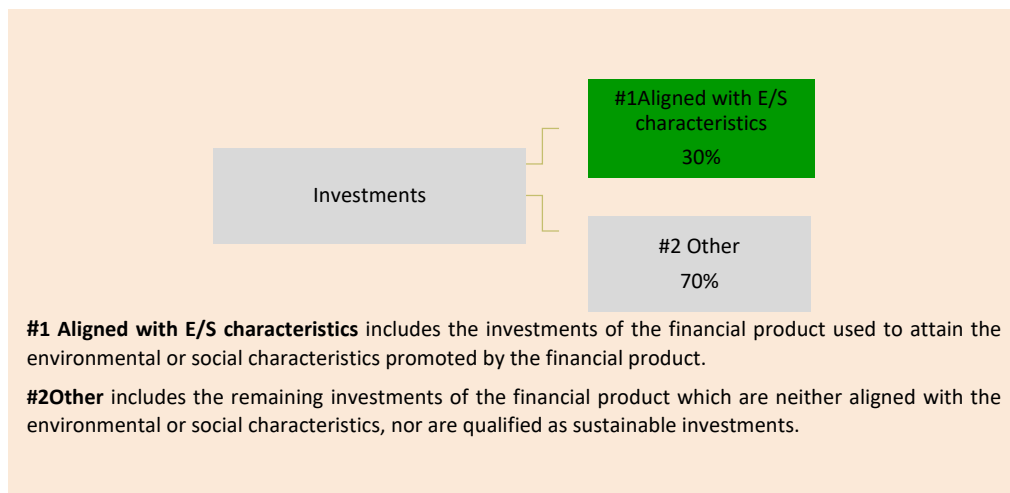 #1Aligned with E/S
characteristics
30%
Investments
#2 Other
70%
#1 Aligned with E/S characteristics includes the investments of the financial product used to attain the
environmental or social characteristics promoted by the financial product.
#2Other includes the remaining investments of the financial product which are neither aligned with the
environmental or social characteristics, nor are qualified as sustainable investments.